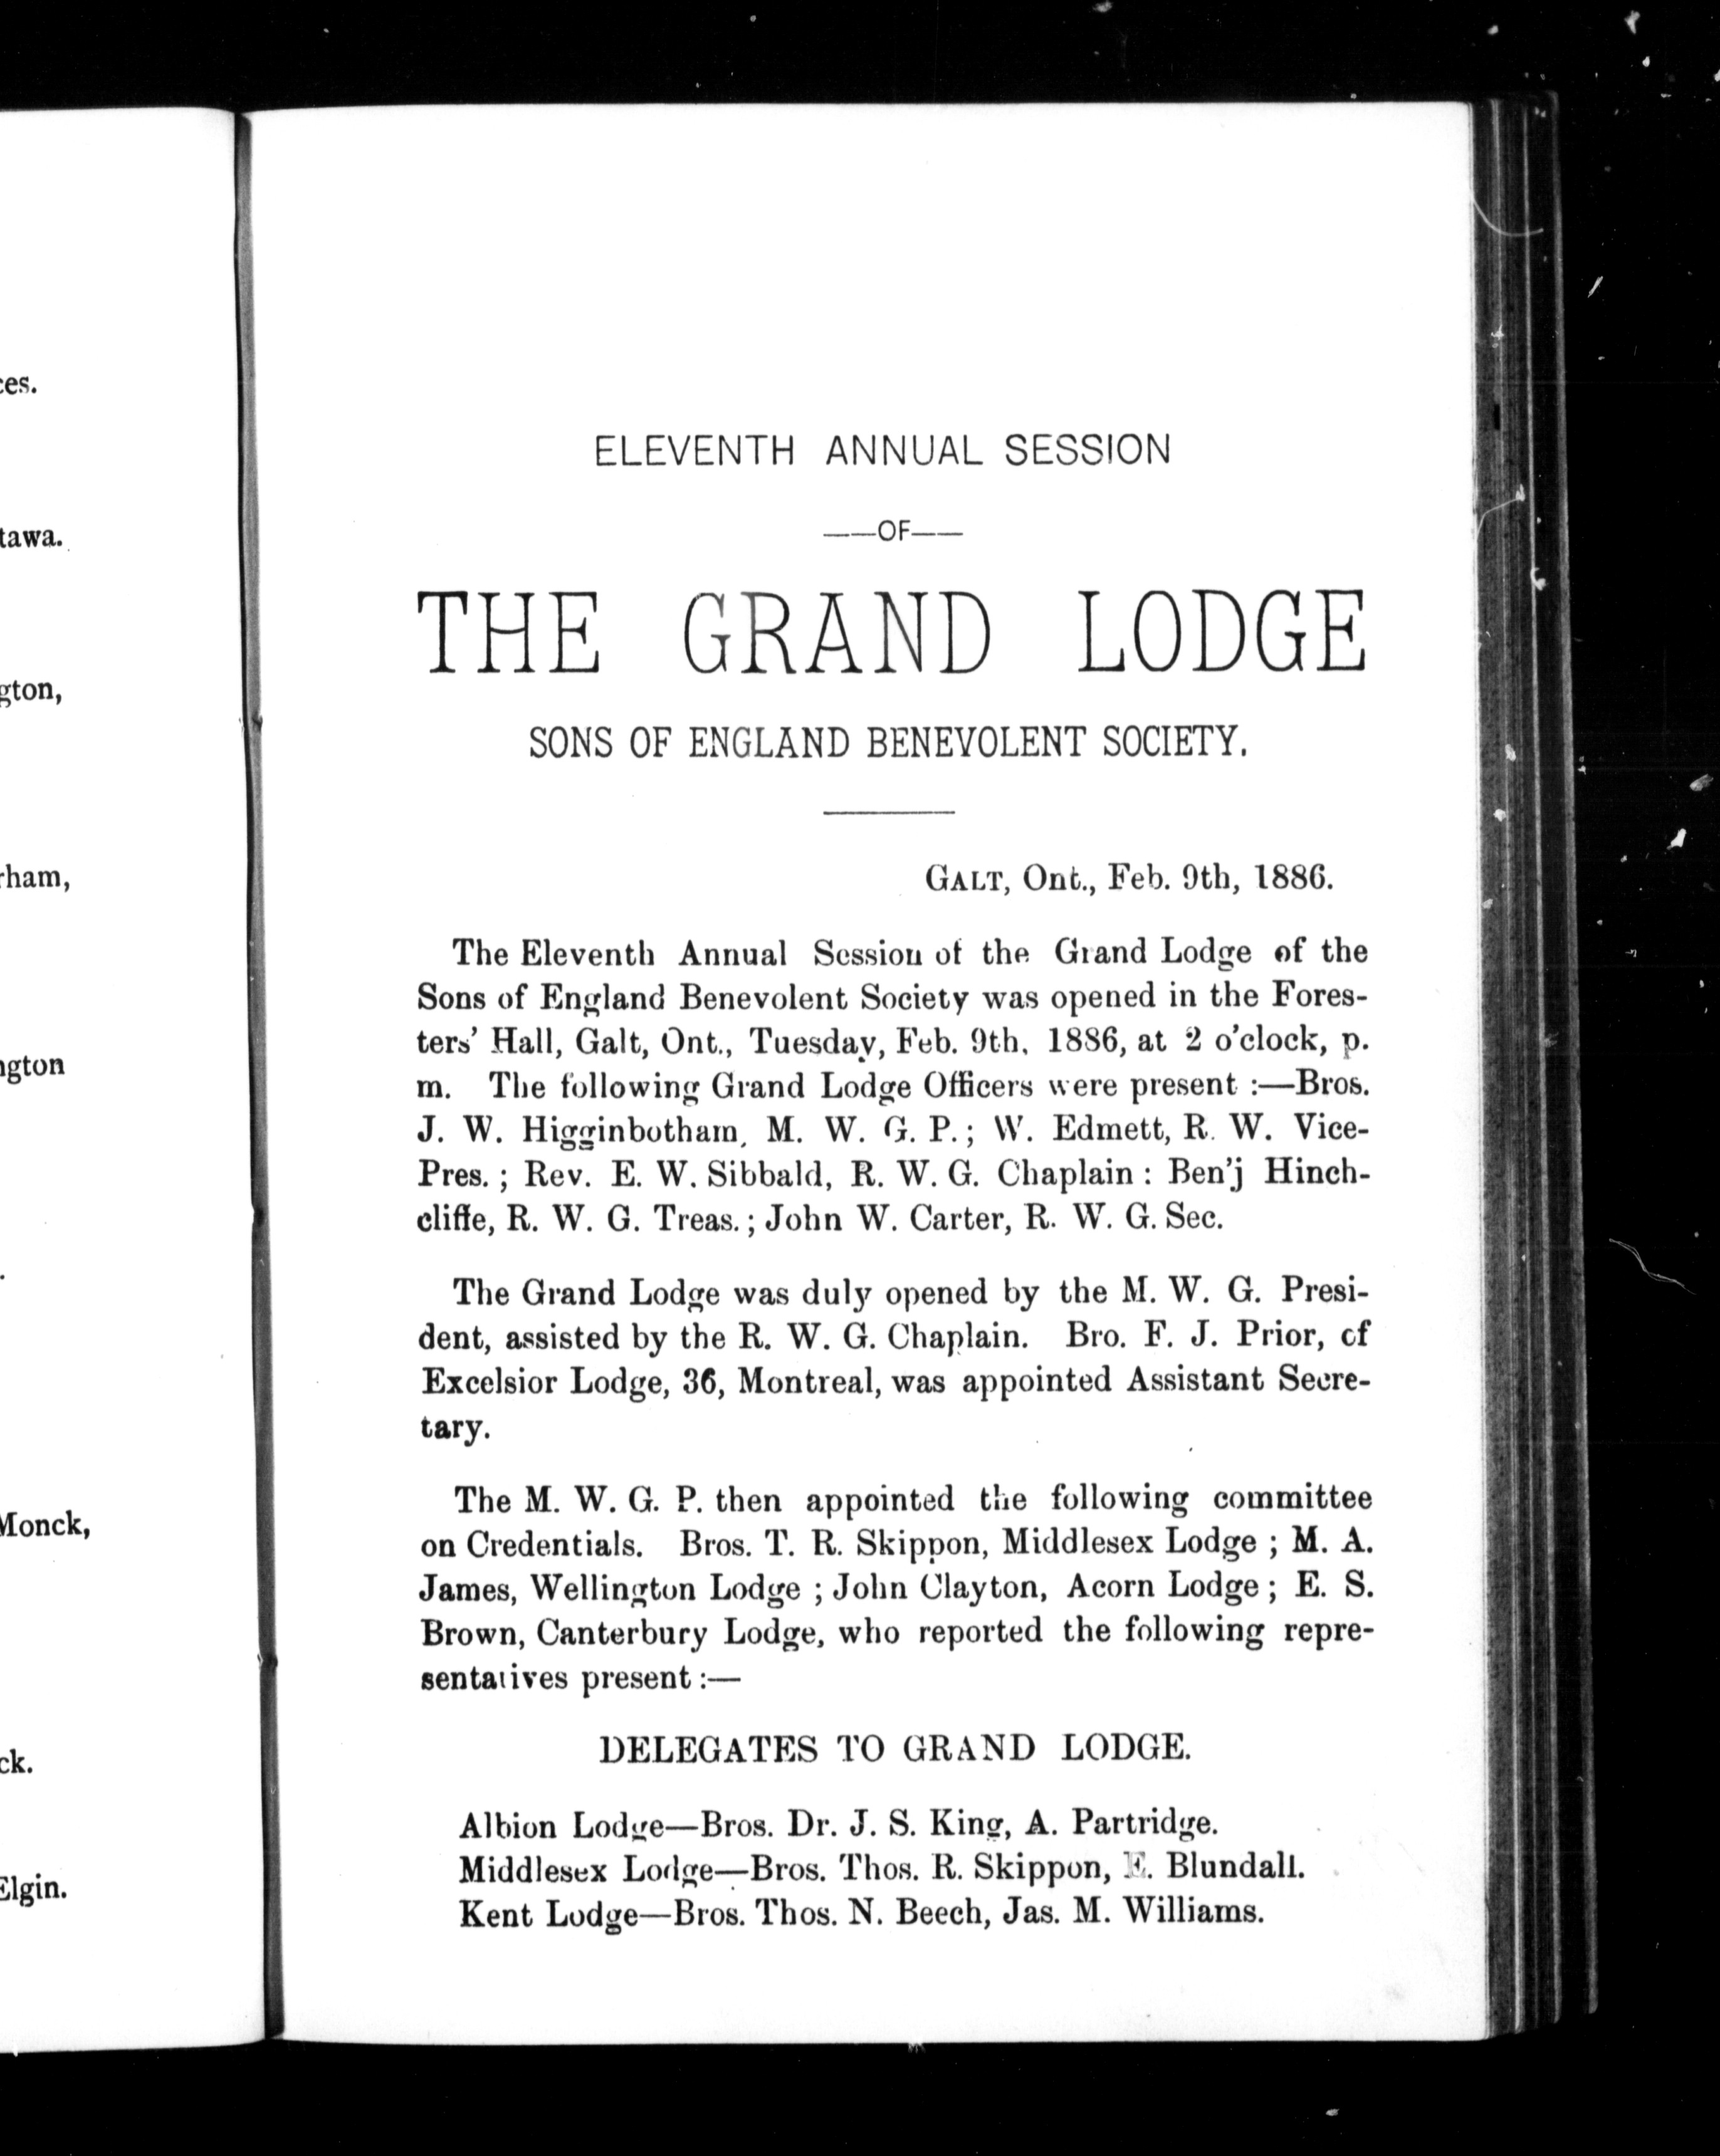 ces.
tawa.
gton,
rham,
ngton
Monck,
ck.
Elgin.
ELEVENTH ANNUAL SESSION
——OF——
THE GRAND LODGE
SONS OF ENGLAND BENEVOLENT SOCIETY.
GALT, Ont., Feb. 9th, 1886.
The Eleventh Annual Session of the Grand Lodge of the
Sons of England Benevolent Society was opened in the Fores-
ters' Hall, Galt, Ont., Tuesday, Feb. 9th, 1886, at 2 o'clock, p.
m. The following Grand Lodge Officers were present :—Bros.
J. W. Higginbotham, M. W. G. P.; W. Edmett, R. W. Vice-
Pres. ; Rev. E. W. Sibbald, R. W. G. Chaplain : Ben'j Hinch-
cliffe, R. W. G. Treas. ; John W. Carter, R. W. G. Sec.
The Grand Lodge was duly opened by the M. W. G. Presi-
dent, assisted by the R. W. G. Chaplain. Bro. F. J. Prior, cf
Excelsior Lodge, 36, Montreal, was appointed Assistant Secre-
tary.
The M. W. G. P. then appointed the following committee
on Credentials. Bros. T. R. Skippon, Middlesex Lodge ; M. A.
James, Wellington Lodge ; John Clayton, Acorn Lodge ; E. S.
Brown, Canterbury Lodge, who reported the following repre-
sentatives present :—
DELEGATES TO GRAND LODGE.
Albion Lodge—Bros. Dr. J. S. King, A. Partridge.
Middlesex Lodge—Bros. Thos. R. Skippon, E. Blundall.
Kent Lodge—Bros. Thos. N. Beech, Jas. M. Williams.